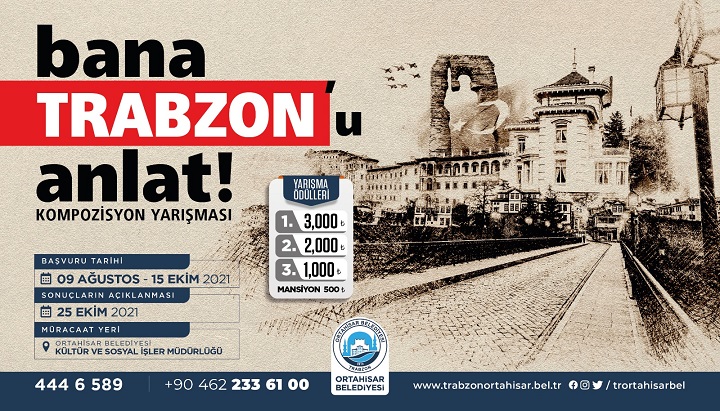 bana
TRABZON'u
anlat!
KOMPOZİSYON YARIŞMASI
YARIŞMA
ÖDÜLLERİ
1. 3,000 ₺
2. 2,000 ₺
3. 1,000 ₺
MANSİYON 500 ₺
BAŞVURU TARİHİ
09 AĞUSTOS - 15 EKİM 2021
SONUÇLARIN AÇIKLANMASI
25 EKİM 2021
MÜRACAAT YERİ
ORTAHİSAR BELEDİYESİ
KÜLTÜR VE SOSYAL İŞLER MÜDÜRLÜĞÜ
444 6 589
+90 462 233 61 00
ORTAHİSAR BELEDİYESİ
TRABZON
ORTAHİSAR
BELEDİYESİ
www.trabzonortahisar.bel.tr
/ trortahisarbel